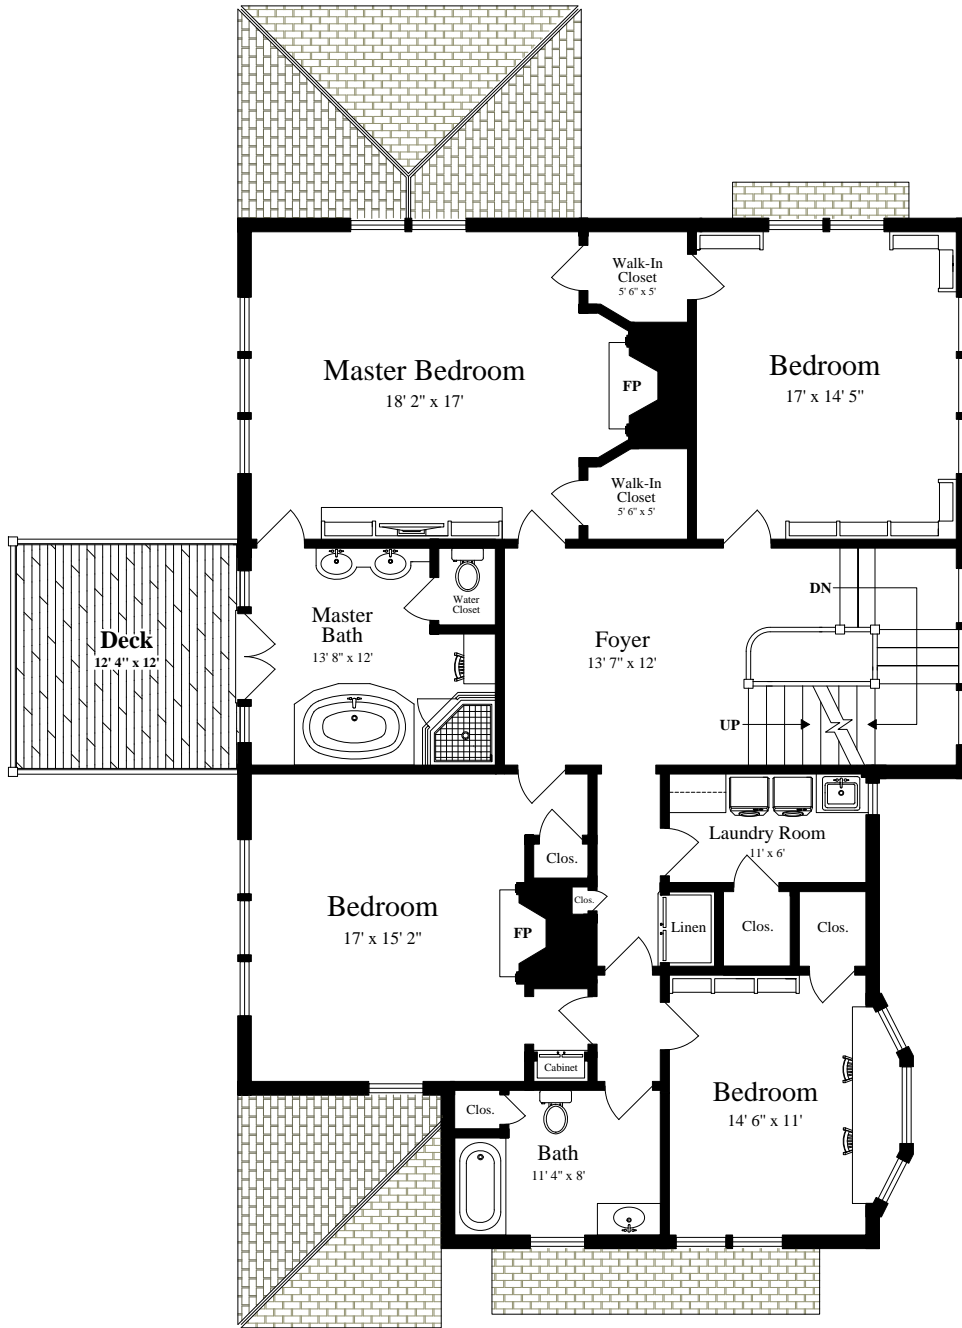 Walk-In
Closet
5' 6" x 5'
Master Bedroom
18' 2" x 17'
FP
Bedroom
17' x 14' 5"
Walk-In
Closet
5' 6" x 5'
DN
Water
Closet
Master
Bath
13' 8" x 12'
Deck
12' 4" x 12'
Foyer
13' 7" x 12'
UP
Laundry Room
11' x 6'
Clos.
Bedroom
17' x 15' 2"
Clos.
FP
Linen
Clos.
Clos.
Cabinet
Bedroom
14' 6" x 11'
Clos.
Bath
11' 4" x 8'